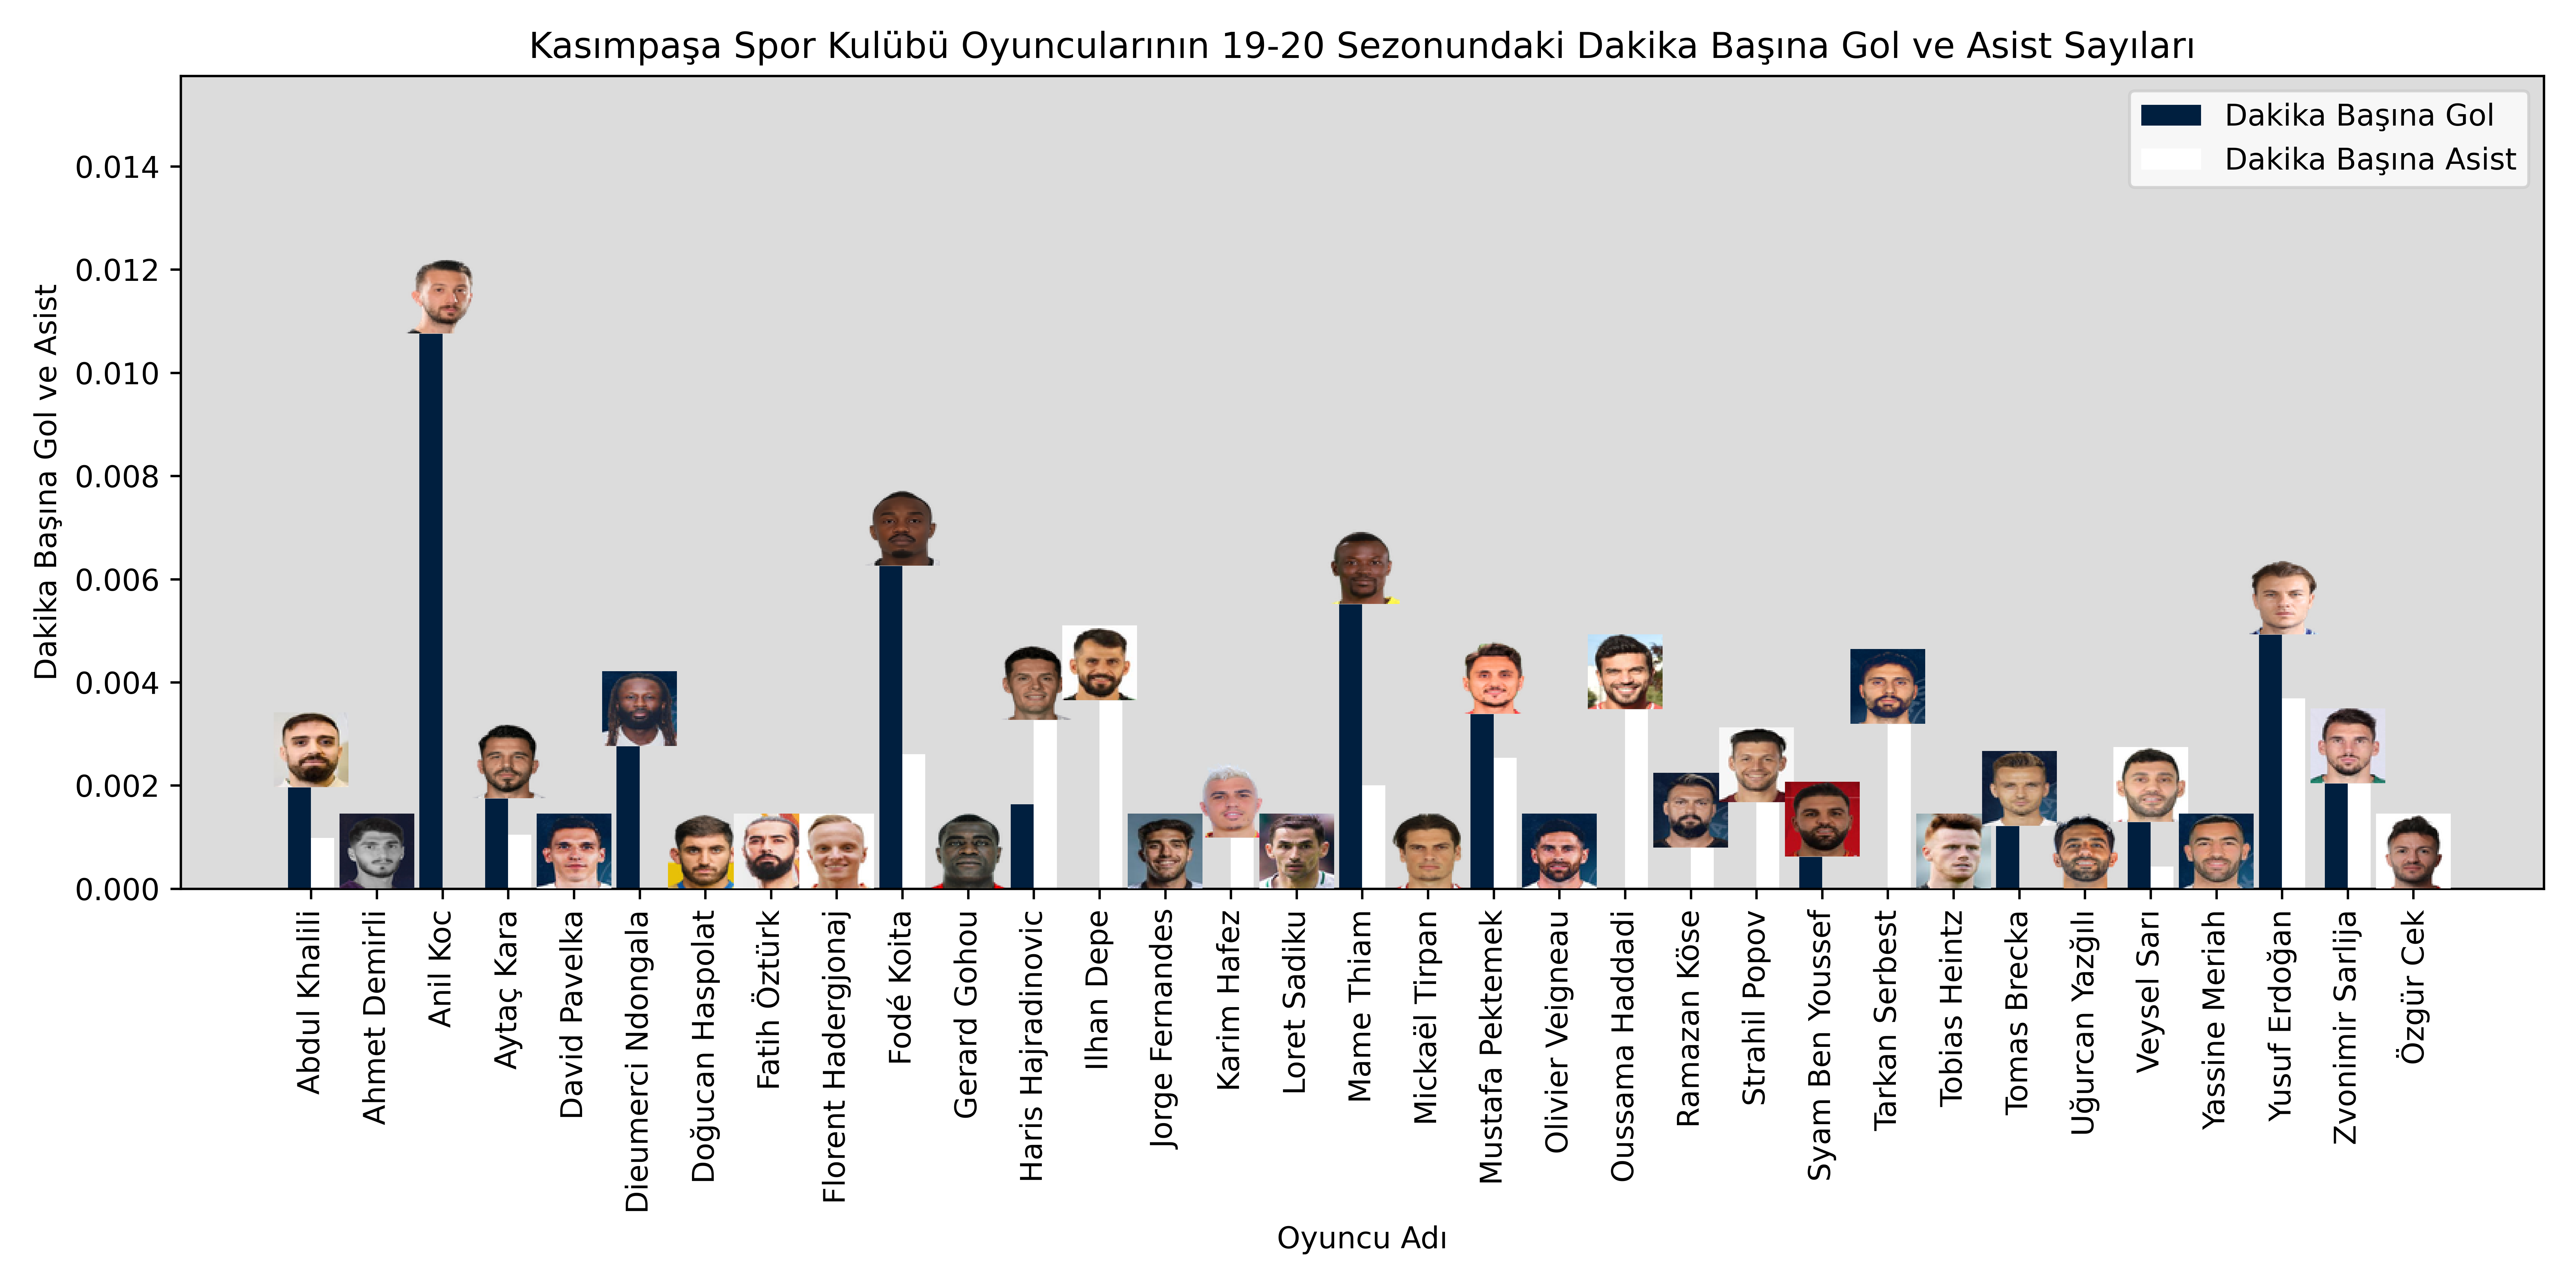 Kasımpaşa Spor Kulübü Oyuncularının 19-20 Sezonundaki Dakika Başına Gol ve Asist Sayıları
Dakika Başına Gol
Dakika Başına Asist
Dakika Başına Gol ve Asist
0.014
0.012
0.010
0.008
0.006
0.004
0.002
0.000
Abdul Khalili
Ahmet Demirli
Anil Koc
Aytaç Kara
David Pavelka
Dieumerci Ndongala
Doğucan Haspolat
Fatih Öztürk
Florent Hadergjonaj
Fodé Koita
Gerard Gohou
Haris Hajradinovic
Ilhan Depe
Jorge Fernandes
Karim Hafez
Loret Sadiku
Mame Thiam
Mickaël Tirpan
Mustafa Pektemek
Olivier Veigneau
Oussama Haddadi
Ramazan Köse
Strahil Popov
Syam Ben Youssef
Tarkan Serbest
Tobias Heintz
Tomas Brecka
Uğurcan Yazğılı
Veysel Sarı
Yassine Meriah
Yusuf Erdoğan
Zvonimir Sarlija
Özgür Cek
Oyuncu Adı